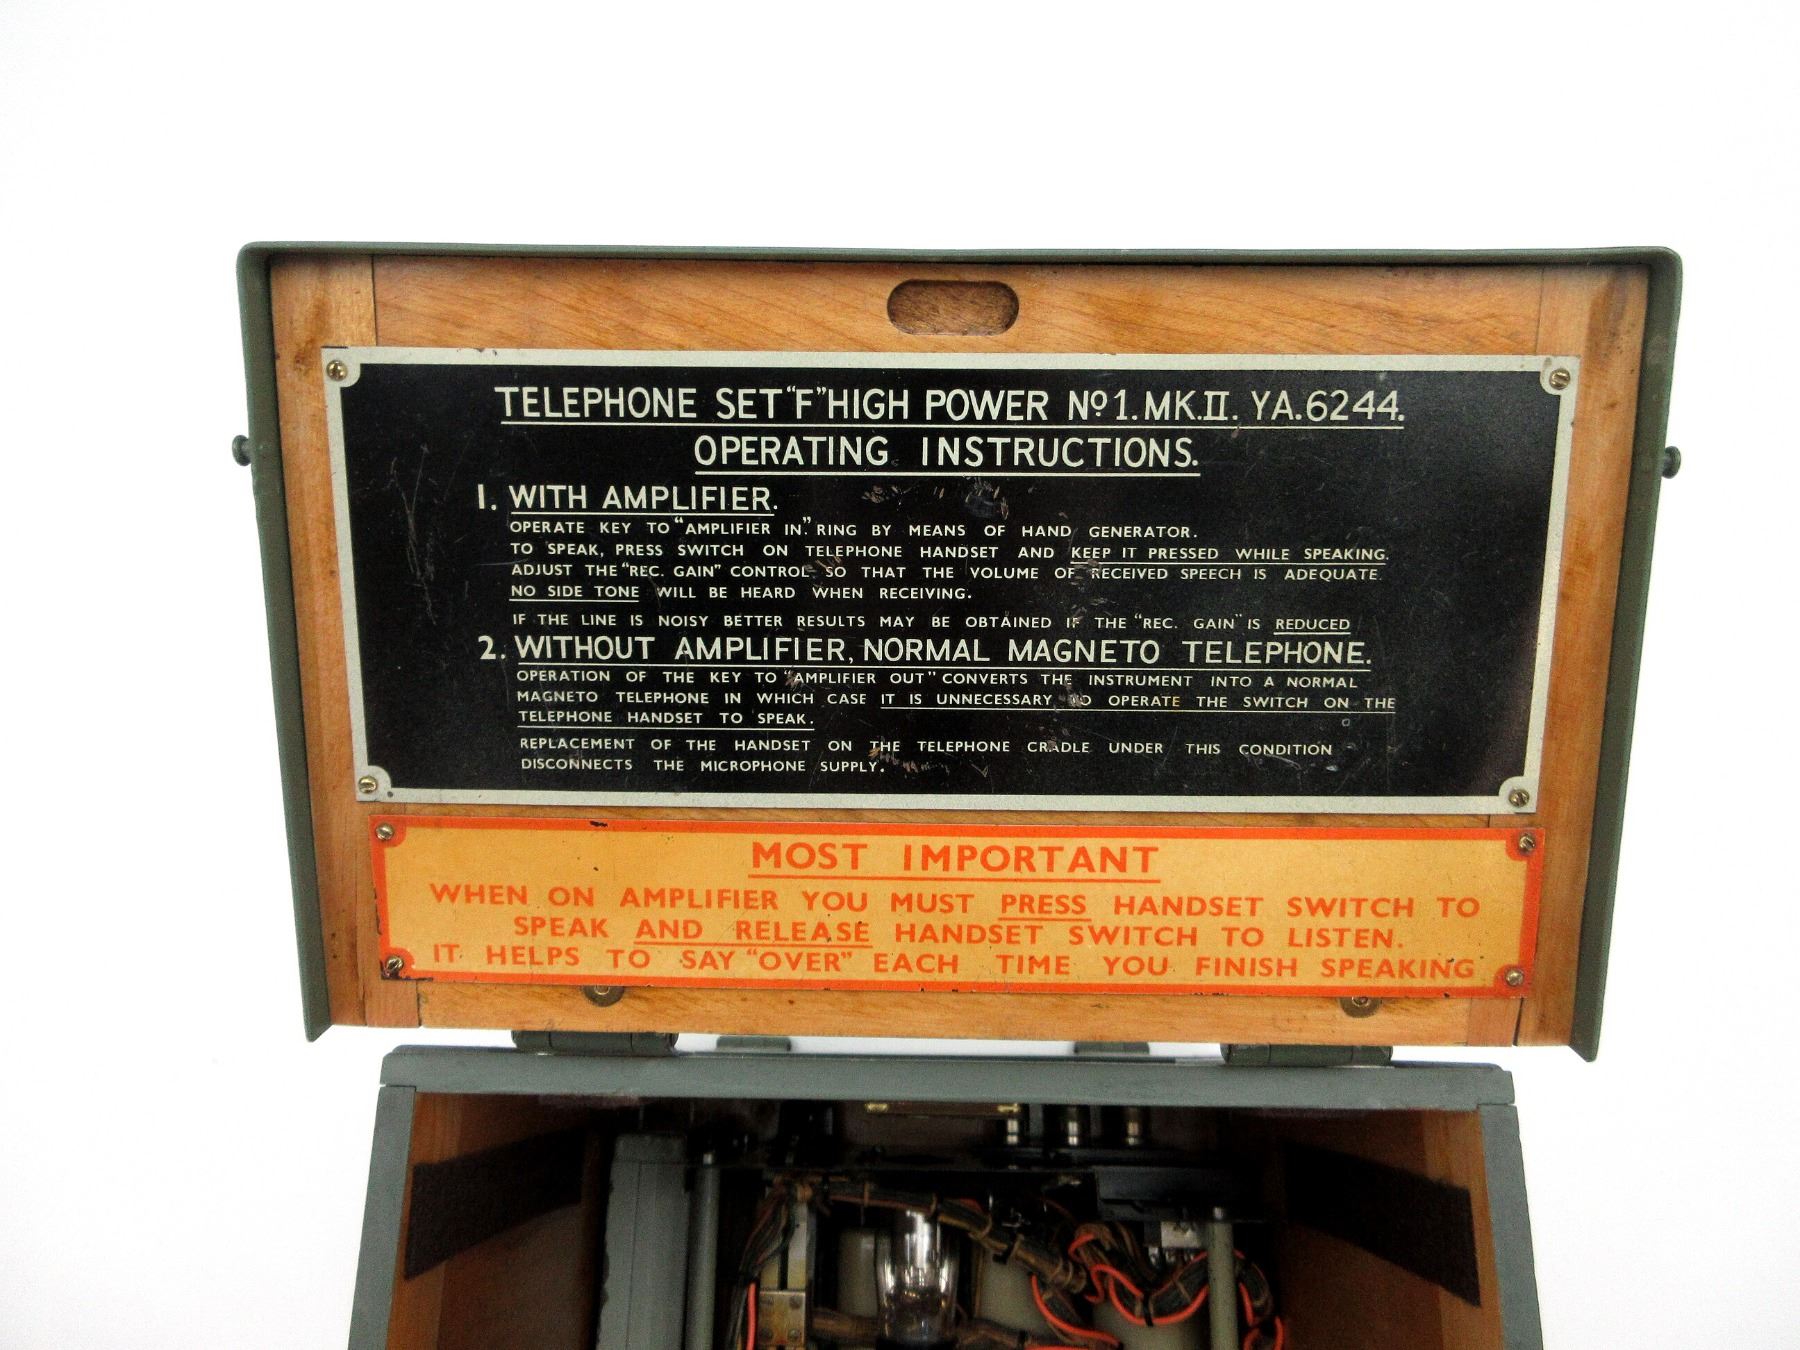 TELEPHONE SET "F" HIGH POWER Nº 1. MK.II. YA.6244.
OPERATING INSTRUCTIONS.
1. WITH AMPLIFIER.
OPERATE KEY TO "AMPLIFIER IN". RING BY MEANS OF HAND GENERATOR.
TO SPEAK, PRESS SWITCH ON TELEPHONE HANDSET AND KEEP IT PRESSED WHILE SPEAKING.
ADJUST THE "REC. GAIN" CONTROL SO THAT THE VOLUME OF RECEIVED SPEECH IS ADEQUATE.
NO SIDE TONE WILL BE HEARD WHEN RECEIVING.
IF THE LINE IS NOISY BETTER RESULTS MAY BE OBTAINED IF THE "REC. GAIN" IS REDUCED
2. WITHOUT AMPLIFIER, NORMAL MAGNETO TELEPHONE.
OPERATION OF THE KEY TO "AMPLIFIER OUT" CONVERTS THE INSTRUMENT INTO A NORMAL
MAGNETO TELEPHONE IN WHICH CASE IT IS UNNECESSARY TO OPERATE THE SWITCH ON THE
TELEPHONE HANDSET TO SPEAK.
REPLACEMENT OF THE HANDSET ON THE TELEPHONE CRADLE UNDER THIS CONDITION
DISCONNECTS THE MICROPHONE SUPPLY.
MOST IMPORTANT
WHEN ON AMPLIFIER YOU MUST PRESS HANDSET SWITCH TO
SPEAK AND RELEASE HANDSET SWITCH TO LISTEN.
IT HELPS TO SAY "OVER" EACH TIME YOU FINISH SPEAKING